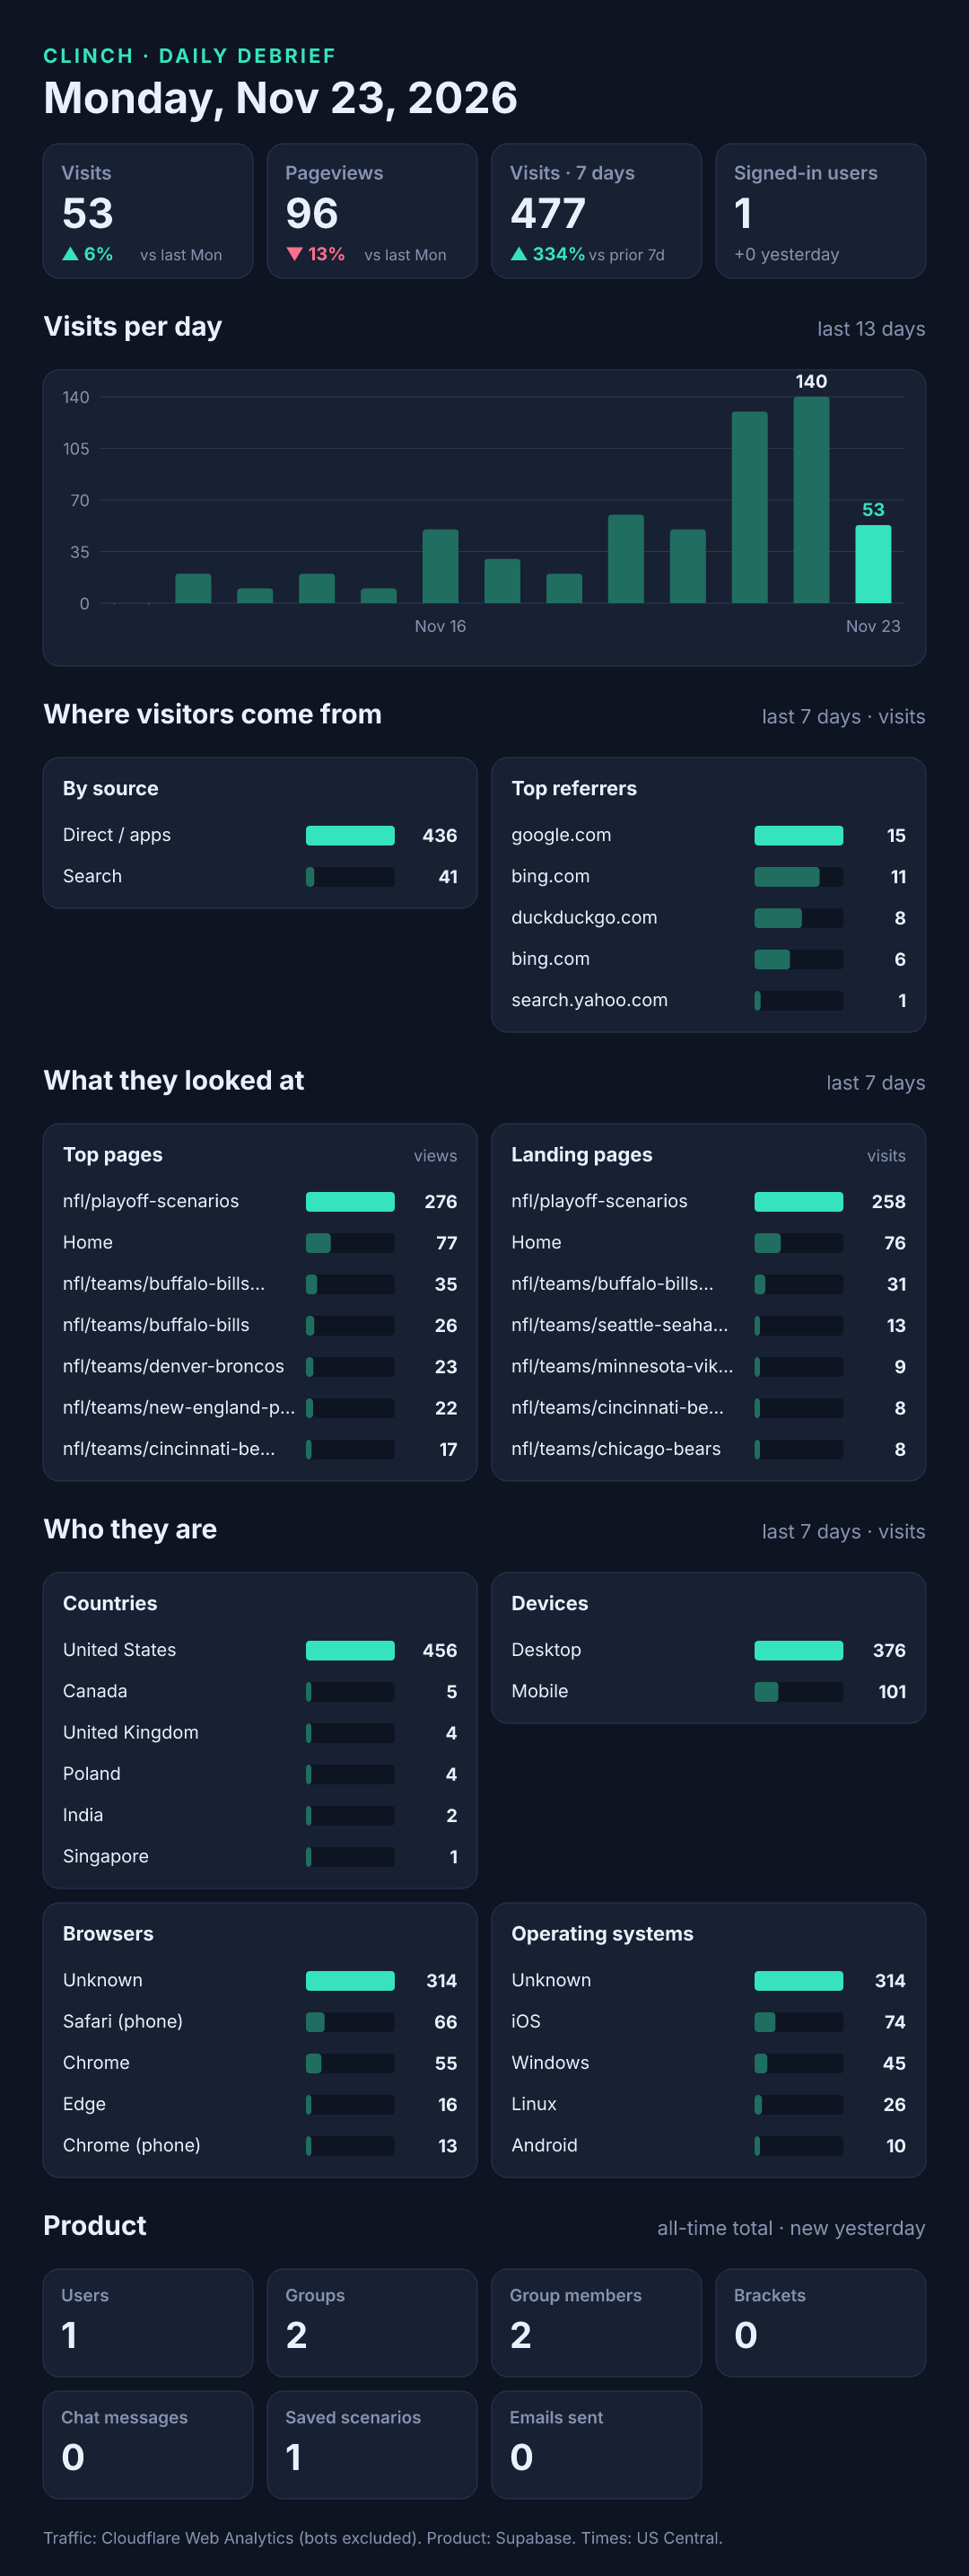 CLINCH · DAILY DEBRIEF
Monday, Nov 23, 2026
Visits
53
▲ 6% vs last Mon
Pageviews
96
▼ 13% vs last Mon
Visits · 7 days
477
▲ 334% vs prior 7d
Signed-in users
1
+0 yesterday
Visits per day
last 13 days
140
105
70
35
0
140
53
Nov 16
Nov 23
Where visitors come from
last 7 days · visits
By source
Direct / apps 436
Search 41
Top referrers
google.com 15
bing.com 11
duckduckgo.com 8
bing.com 6
search.yahoo.com 1
What they looked at
last 7 days
Top pages views
nfl/playoff-scenarios 276
Home 77
nfl/teams/buffalo-bills... 35
nfl/teams/buffalo-bills 26
nfl/teams/denver-broncos 23
nfl/teams/new-england-p... 22
nfl/teams/cincinnati-be... 17
Landing pages visits
nfl/playoff-scenarios 258
Home 76
nfl/teams/buffalo-bills... 31
nfl/teams/seattle-seaha... 13
nfl/teams/minnesota-vik... 9
nfl/teams/cincinnati-be... 8
nfl/teams/chicago-bears 8
Who they are
last 7 days · visits
Countries
United States 456
Canada 5
United Kingdom 4
Poland 4
India 2
Singapore 1
Devices
Desktop 376
Mobile 101
Browsers
Unknown 314
Safari (phone) 66
Chrome 55
Edge 16
Chrome (phone) 13
Operating systems
Unknown 314
iOS 74
Windows 45
Linux 26
Android 10
Product
all-time total · new yesterday
Users
1
Groups
2
Group members
2
Brackets
0
Chat messages
0
Saved scenarios
1
Emails sent
0
Traffic: Cloudflare Web Analytics (bots excluded). Product: Supabase. Times: US Central.